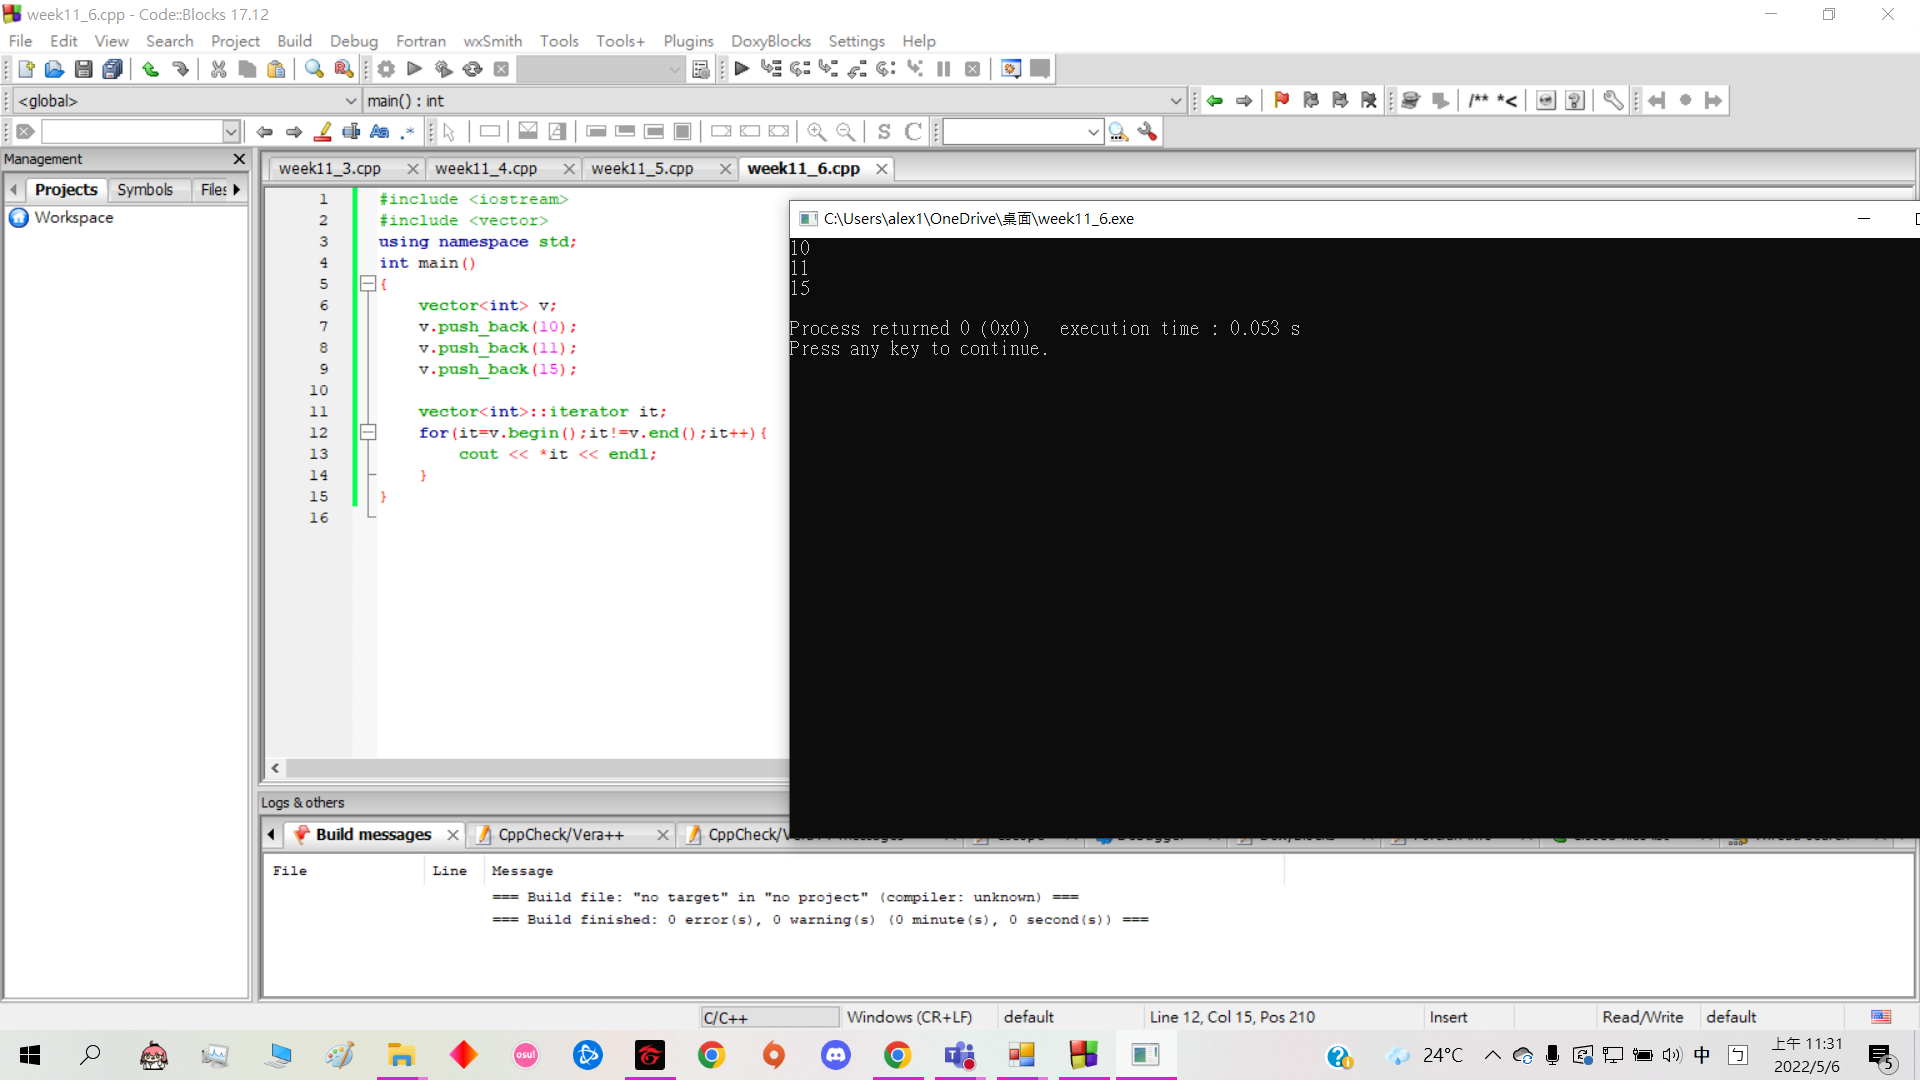 week11_6.cpp - Code::Blocks 17.12
File Edit View Search Project Build Debug Fortran wxSmith Tools Tools+ Plugins DoxyBlocks Settings Help
<global> main() : int
/** *<
S C
Management
Projects Symbols Files
Workspace
week11_3.cpp week11_4.cpp week11_5.cpp week11_6.cpp
1 #include <iostream>
2 #include <vector>
3 using namespace std;
4 int main()
5 {
6 vector<int> v;
7 v.push_back(10);
8 v.push_back(11);
9 v.push_back(15);
10
11 vector<int>::iterator it;
12 for(it=v.begin();it!=v.end();it++){
13 cout << *it << endl;
14 }
15 }
16
C:\Users\alex1\OneDrive\桌面\week11_6.exe
10
11
15
Process returned 0 (0x0) execution time : 0.053 s
Press any key to continue.
Logs & others
Build messages CppCheck/Vera++ CppCheck/
File Line Message
=== Build file: "no target" in "no project" (compiler: unknown) ===
=== Build finished: 0 error(s), 0 warning(s) (0 minute(s), 0 second(s)) ===
C/C++ Windows (CR+LF) default Line 12, Col 15, Pos 210 Insert Read/Write default
osu!
24°C 中 上午 11:31
2022/5/6
5